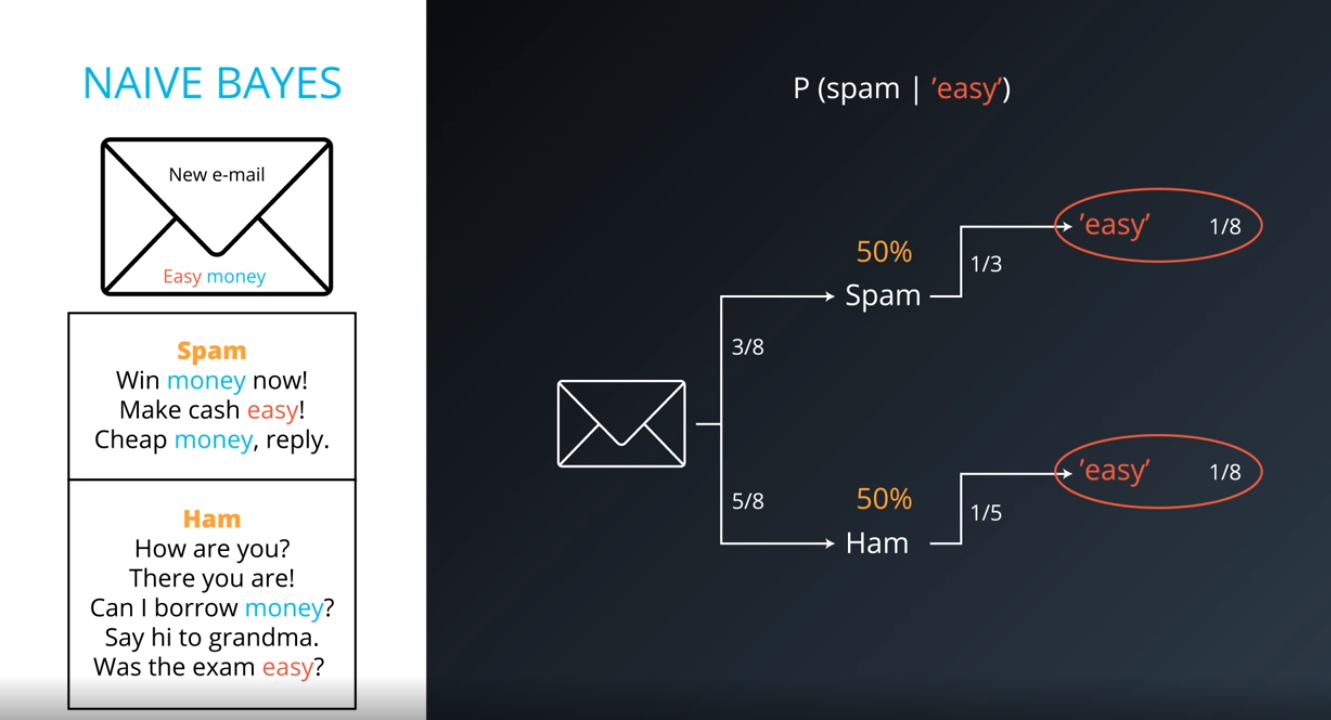 NAIVE BAYES
New e-mail
Easy money
Spam
Win money now!
Make cash easy!
Cheap money, reply.
Ham
How are you?
There you are!
Can I borrow money?
Say hi to grandma.
Was the exam easy?
P (spam | 'easy')
'easy' 1/8
50%
1/3
Spam
3/8
'easy' 1/8
50%
5/8
1/5
Ham